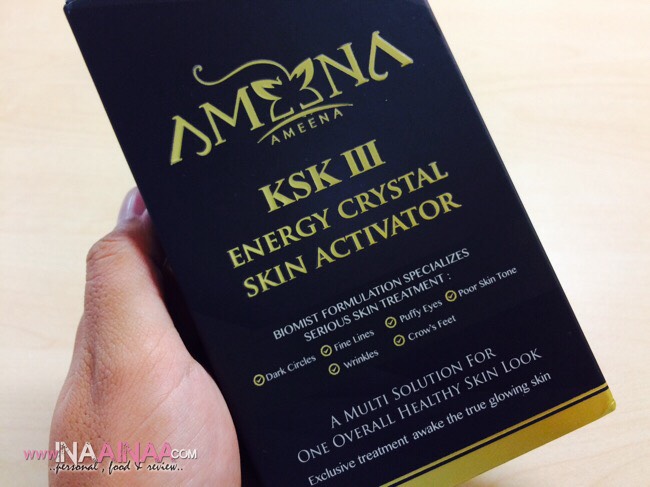 AMEENA
AMEENA
KSK III
ENERGY CRYSTAL
SKIN ACTIVATOR
BIOMIST FORMULATION SPECIALIZES
SERIOUS SKIN TREATMENT :
Dark Circles Fine Lines Puffy Eyes Poor Skin Tone
Wrinkles Crow's Feet
A MULTI SOLUTION FOR
ONE OVERALL HEALTHY SKIN LOOK
Exclusive treatment awake the true glowing skin
www.INAAINAA.COM
..personal , food & review..